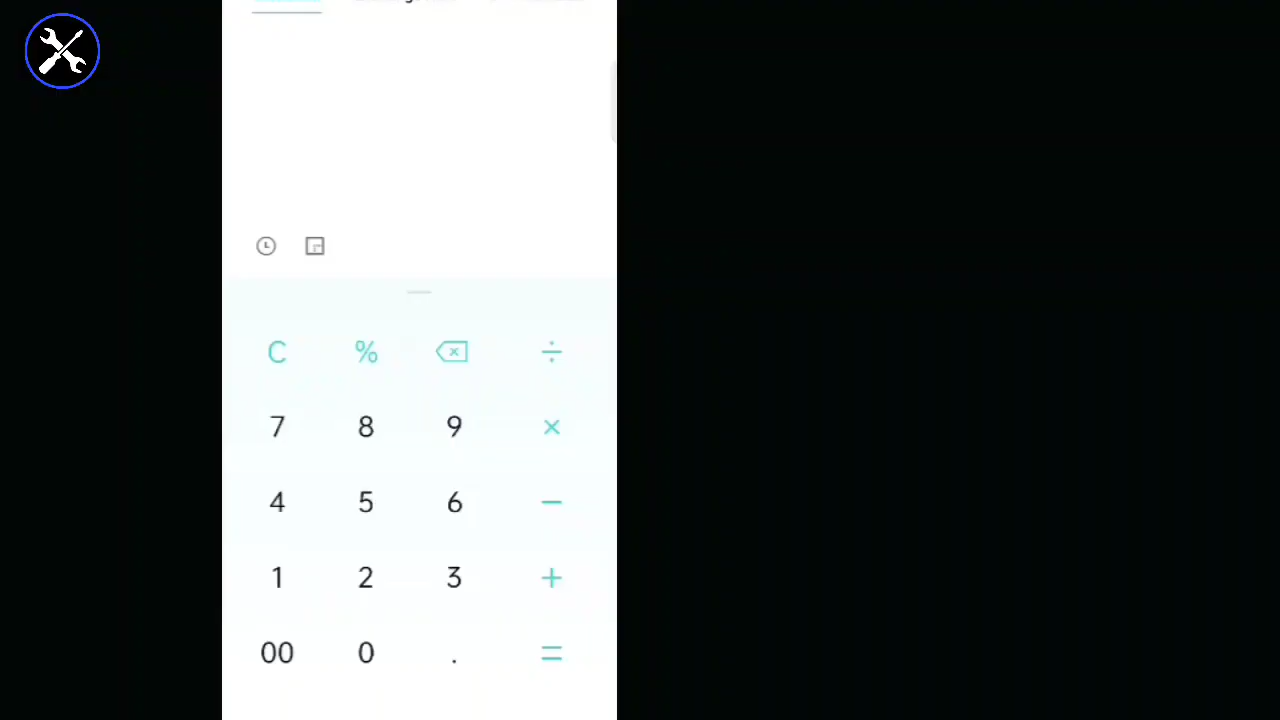 C % ÷
7 8 9 ×
4 5 6 −
1 2 3 +
00 0 . =